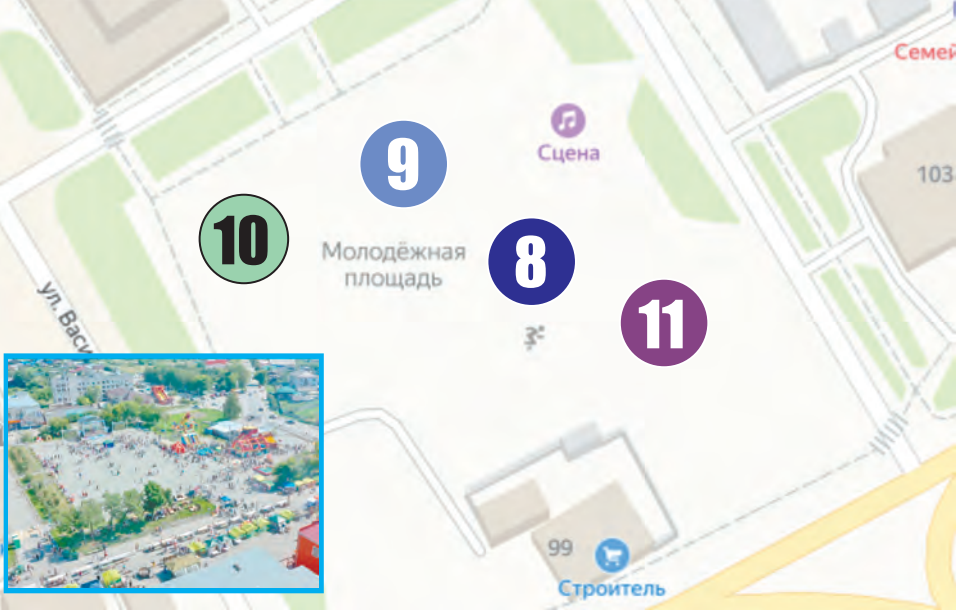 Семей
Сцена
9
103
10
Молодёжная
площадь
8
11
ул. Васи
99
Строитель